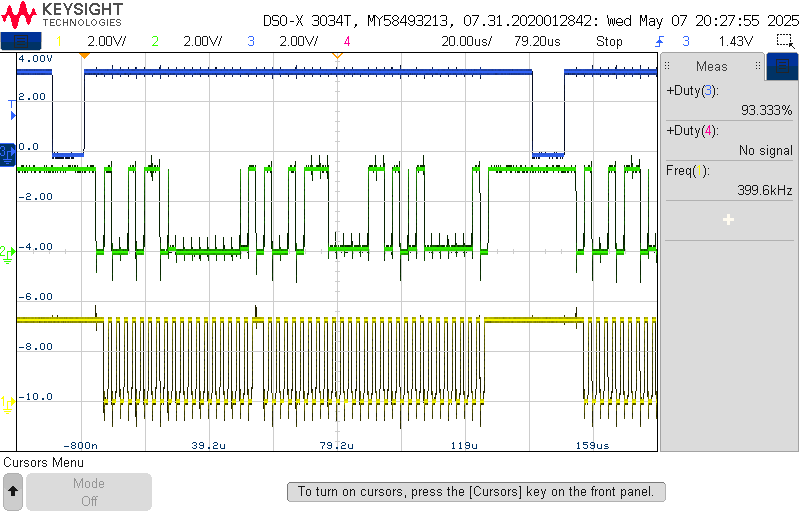 KEYSIGHT
TECHNOLOGIES
DSO-X 3034T, MY58493213, 07.31.2020012842: Wed May 07 20:27:55 2025
1 2.00V/ 2 2.00V/ 3 2.00V/ 4 20.00us/ 79.20us Stop 3 1.43V
4.00V
2.00
0.0
-2.00
-4.00
-6.00
-8.00
-10.0
T
3
2
1
-800n 39.2u 79.2u 119u 159us
Meas
+Duty(3):
93.333%
+Duty(4):
No signal
Freq( ):
399.6kHz
+
Cursors Menu
Mode
Off
To turn on cursors, press the [Cursors] key on the front panel.